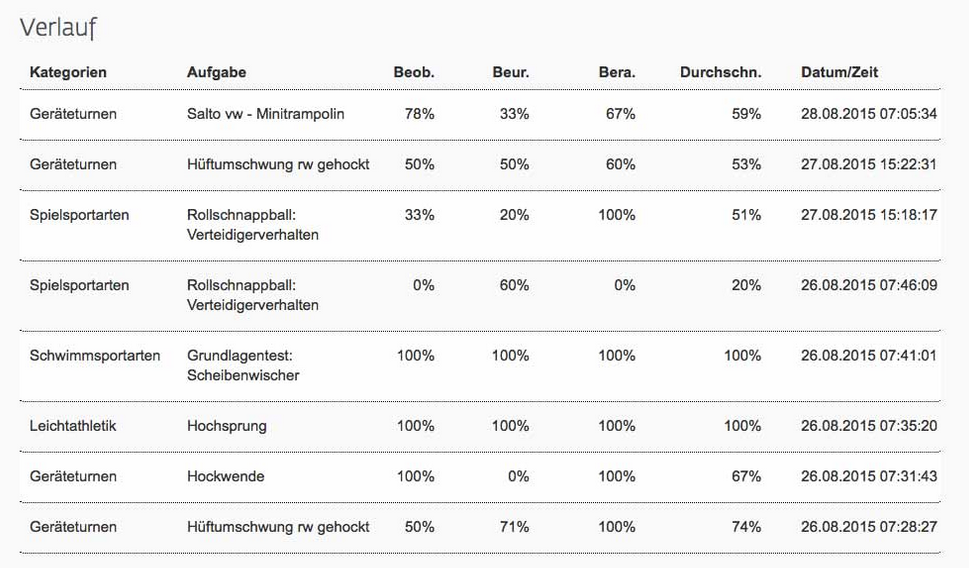 Verlauf
Kategorien Aufgabe Beob. Beur. Bera. Durchschn. Datum/Zeit
Geräteturnen Salto vw - Minitrampolin 78% 33% 67% 59% 28.08.2015 07:05:34
Geräteturnen Hüftumschwung rw gehockt 50% 50% 60% 53% 27.08.2015 15:22:31
Spielsportarten Rollschnappball: 33% 20% 100% 51% 27.08.2015 15:18:17
Verteidigerverhalten
Spielsportarten Rollschnappball: 0% 60% 0% 20% 26.08.2015 07:46:09
Verteidigerverhalten
Schwimmsportarten Grundlagentest: 100% 100% 100% 100% 26.08.2015 07:41:01
Scheibenwischer
Leichtathletik Hochsprung 100% 100% 100% 100% 26.08.2015 07:35:20
Geräteturnen Hockwende 100% 0% 100% 67% 26.08.2015 07:31:43
Geräteturnen Hüftumschwung rw gehockt 50% 71% 100% 74% 26.08.2015 07:28:27